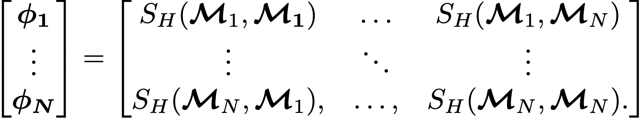 ϕ₁ = S_H(𝓜₁, 𝓜₁) … S_H(𝓜₁, 𝓜_N)
⋮ ⋮ ⋱ ⋮
ϕ_N S_H(𝓜_N, 𝓜₁), …, S_H(𝓜_N, 𝓜_N).